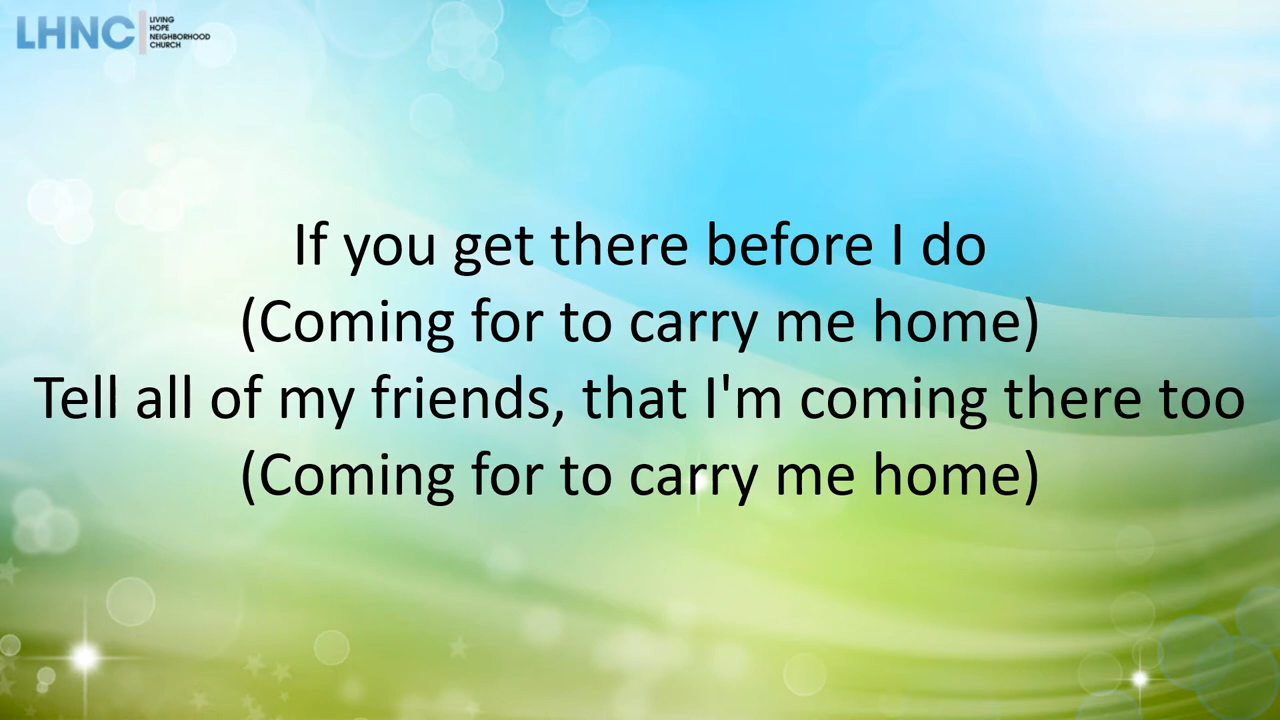 LHNC
LIVING
HOPE
NEIGHBORHOOD
CHURCH
If you get there before I do
(Coming for to carry me home)
Tell all of my friends, that I'm coming there too
(Coming for to carry me home)